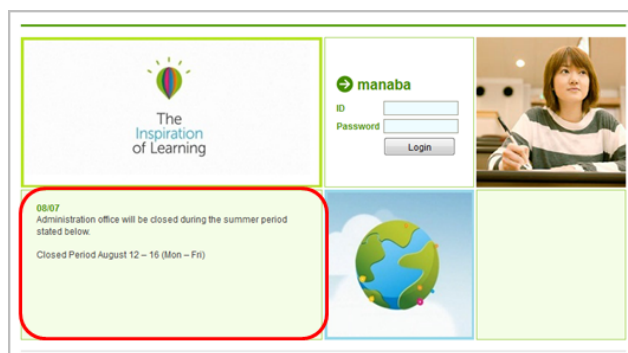 The
Inspiration
of Learning
manaba
ID
Password
Login
08/07
Administration office will be closed during the summer period
stated below.
Closed Period August 12 – 16 (Mon – Fri)